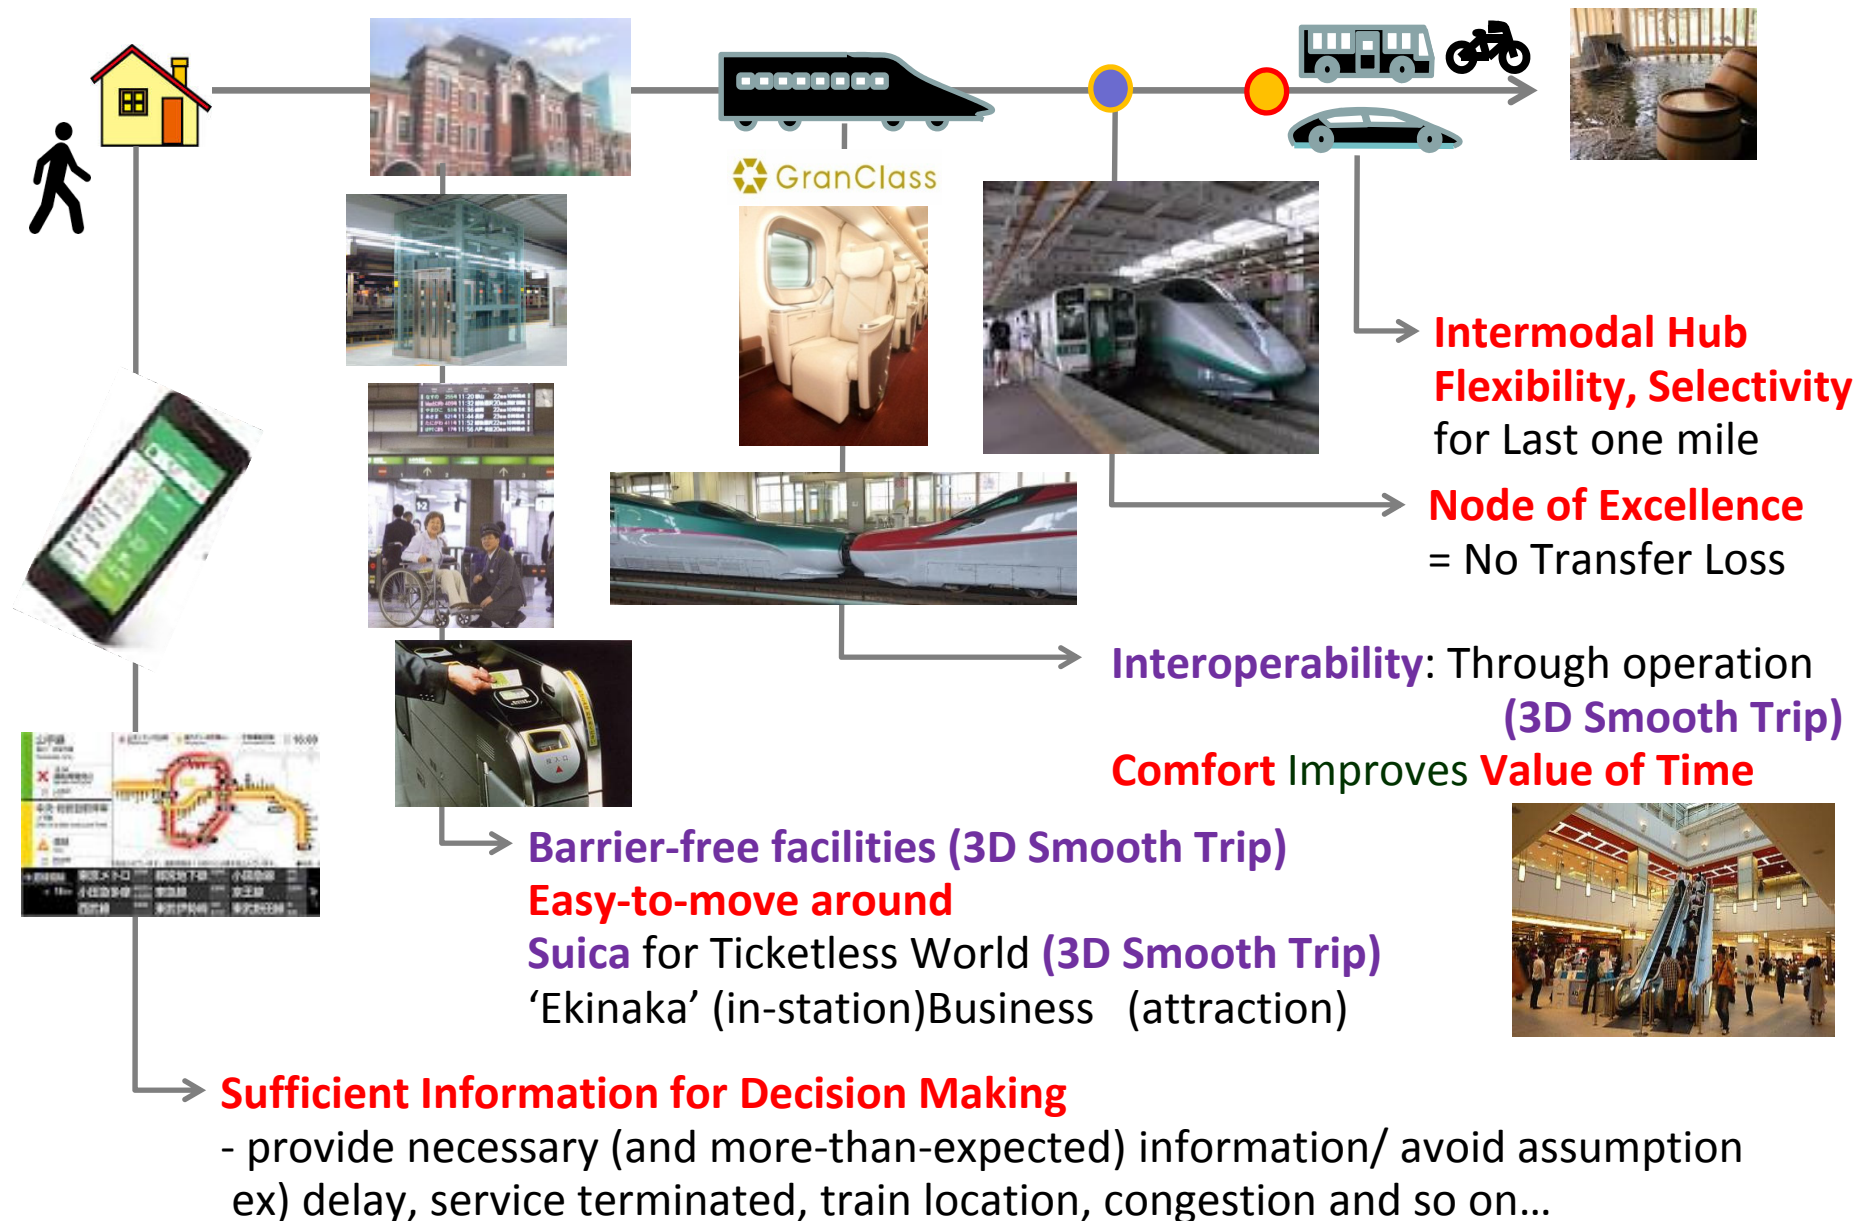 GranClass
Intermodal Hub
Flexibility, Selectivity
for Last one mile
Node of Excellence
= No Transfer Loss
Interoperability: Through operation
(3D Smooth Trip)
Comfort Improves Value of Time
Barrier-free facilities (3D Smooth Trip)
Easy-to-move around
Suica for Ticketless World (3D Smooth Trip)
‘Ekinaka’ (in-station)Business (attraction)
Sufficient Information for Decision Making
- provide necessary (and more-than-expected) information/ avoid assumption
ex) delay, service terminated, train location, congestion and so on...